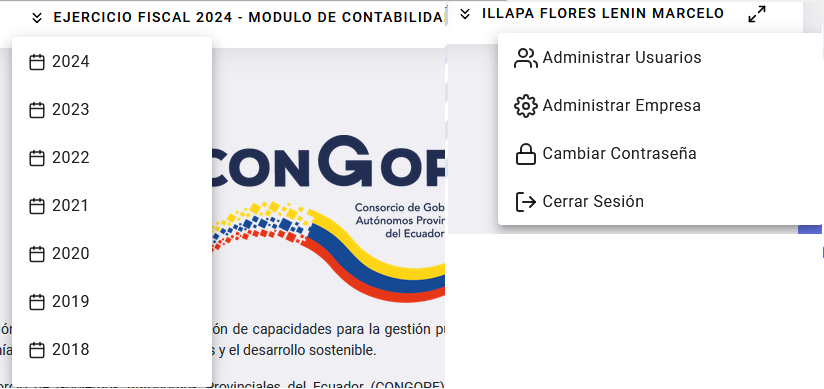 EJERCICIO FISCAL 2024 - MODULO DE CONTABILIDA
2024
2023
2022
2021
2020
2019
2018
CONGOP
Consorcio de Gob
Autónomos Provin
del Ecuador
ón de capacidades para la gestión pú
s y el desarrollo sostenible.
Provinciales del Ecuador (CONGOPE)
ILLAPA FLORES LENIN MARCELO
Administrar Usuarios
Administrar Empresa
Cambiar Contraseña
Cerrar Sesión